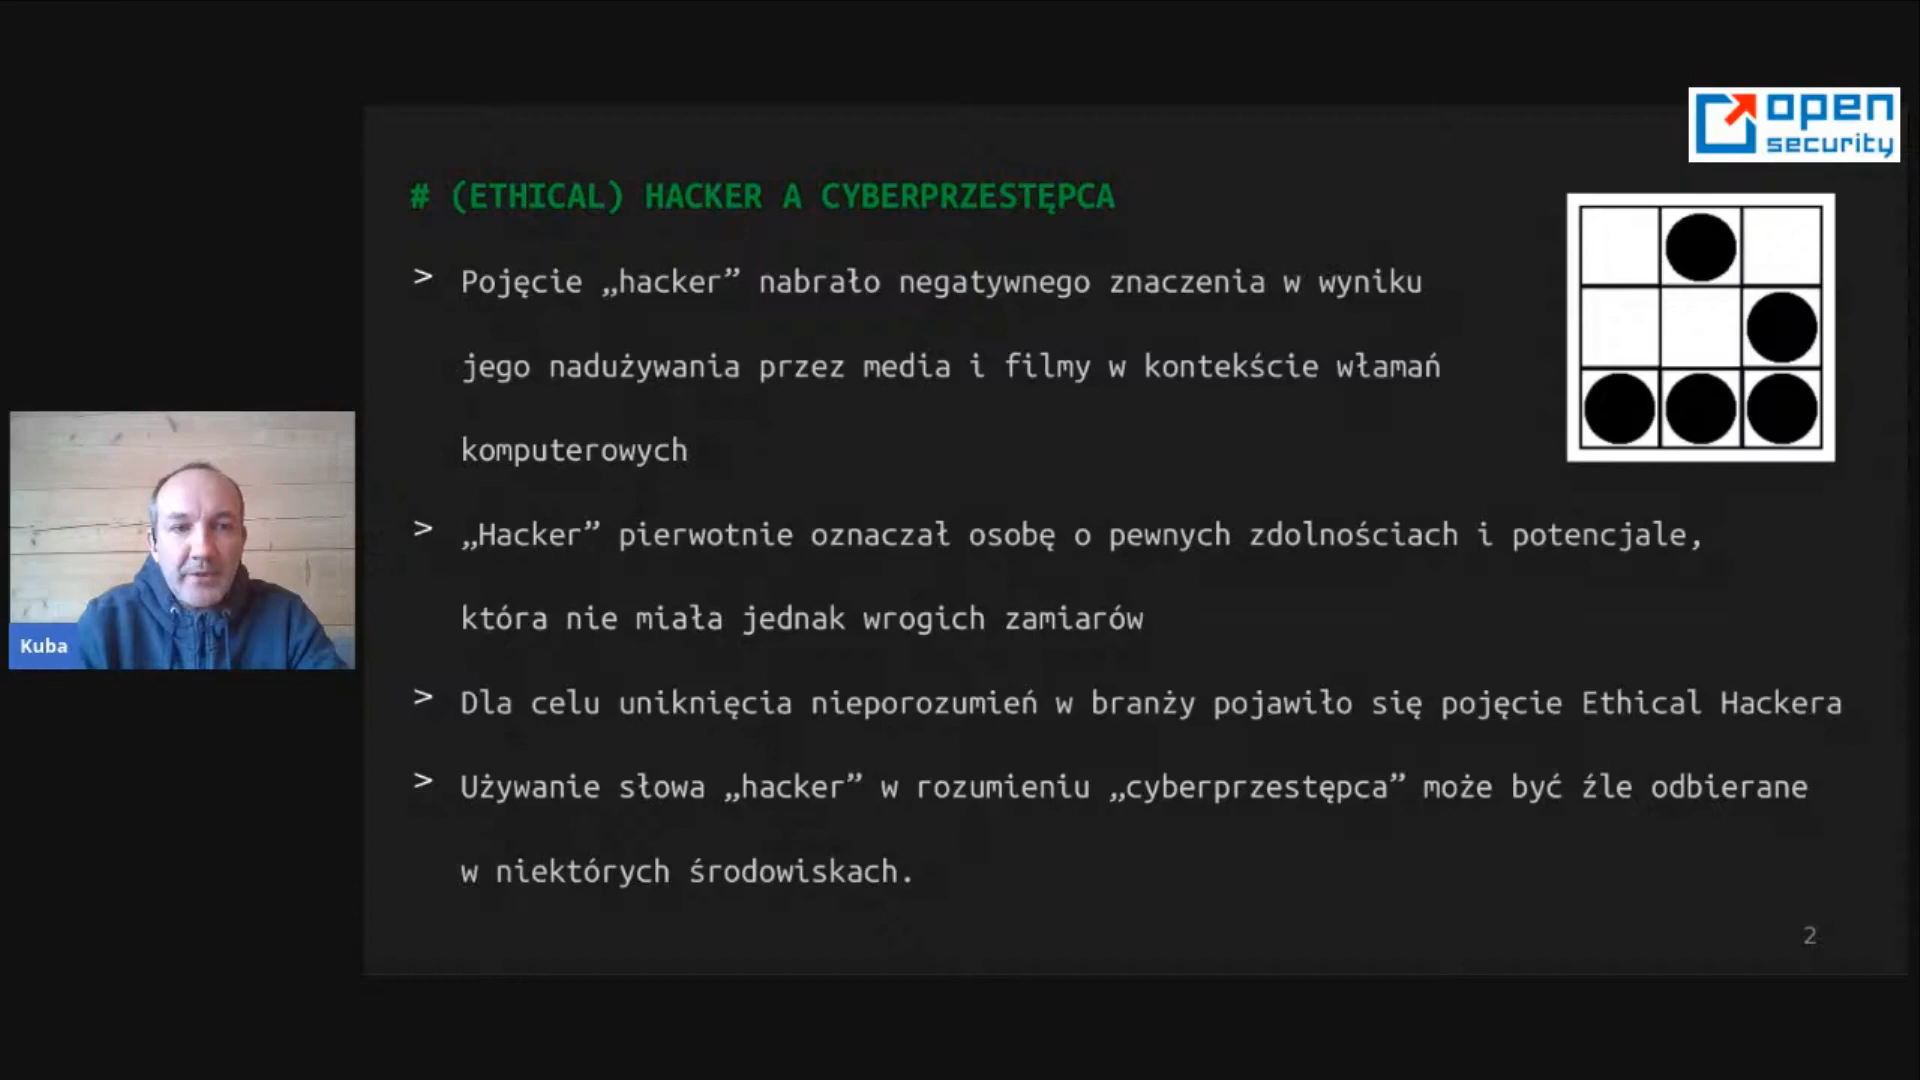 open
security
# (ETHICAL) HACKER A CYBERPRZESTĘPCA
> Pojęcie „hacker” nabrało negatywnego znaczenia w wyniku
jego nadużywania przez media i filmy w kontekście włamań
komputerowych
> „Hacker” pierwotnie oznaczał osobę o pewnych zdolnościach i potencjale,
która nie miała jednak wrogich zamiarów
> Dla celu uniknięcia nieporozumień w branży pojawiło się pojęcie Ethical Hackera
> Używanie słowa „hacker” w rozumieniu „cyberprzestępca” może być źle odbierane
w niektórych środowiskach.
2
Kuba